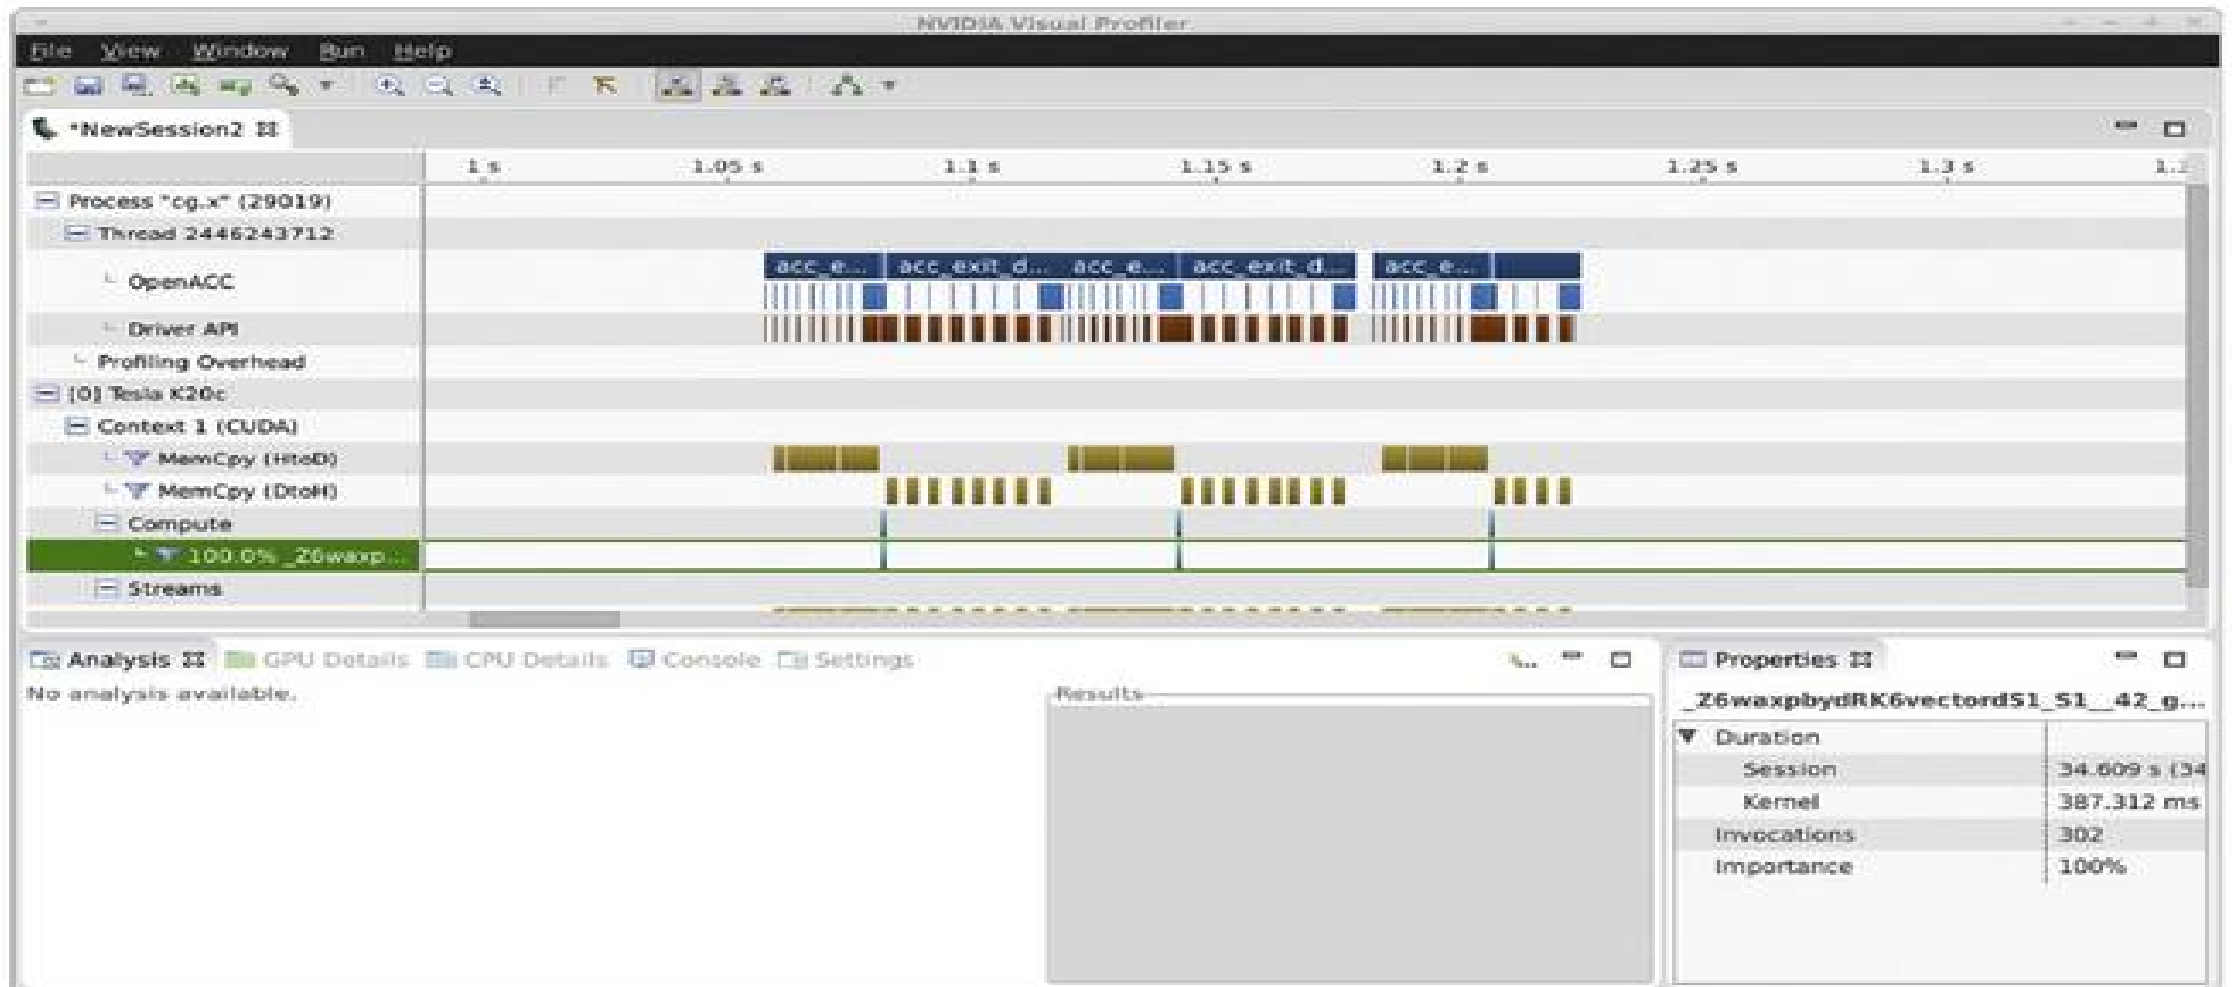 NVIDIA Visual Profiler
File View Window Run Help
*NewSession2
1 s 1.05 s 1.1 s 1.15 s 1.2 s 1.25 s 1.3 s 1.3
Process "cg.x" (29019)
Thread 2446243712
OpenACC
acc_e... acc_exit_d... acc_e... acc_exit_d... acc_e...
Driver API
Profiling Overhead
[0] Tesla K20c
Context 1 (CUDA)
MemCpy (HtoD)
MemCpy (DtoH)
Compute
100.0% _Z6waxp...
Streams
Analysis GPU Details CPU Details Console Settings
No analysis available.
Results
Properties
_Z6waxpbydRK6vectordS1_S1__42_g...
Duration
Session 34.609 s (34
Kernel 387.312 ms
Invocations 302
Importance 100%